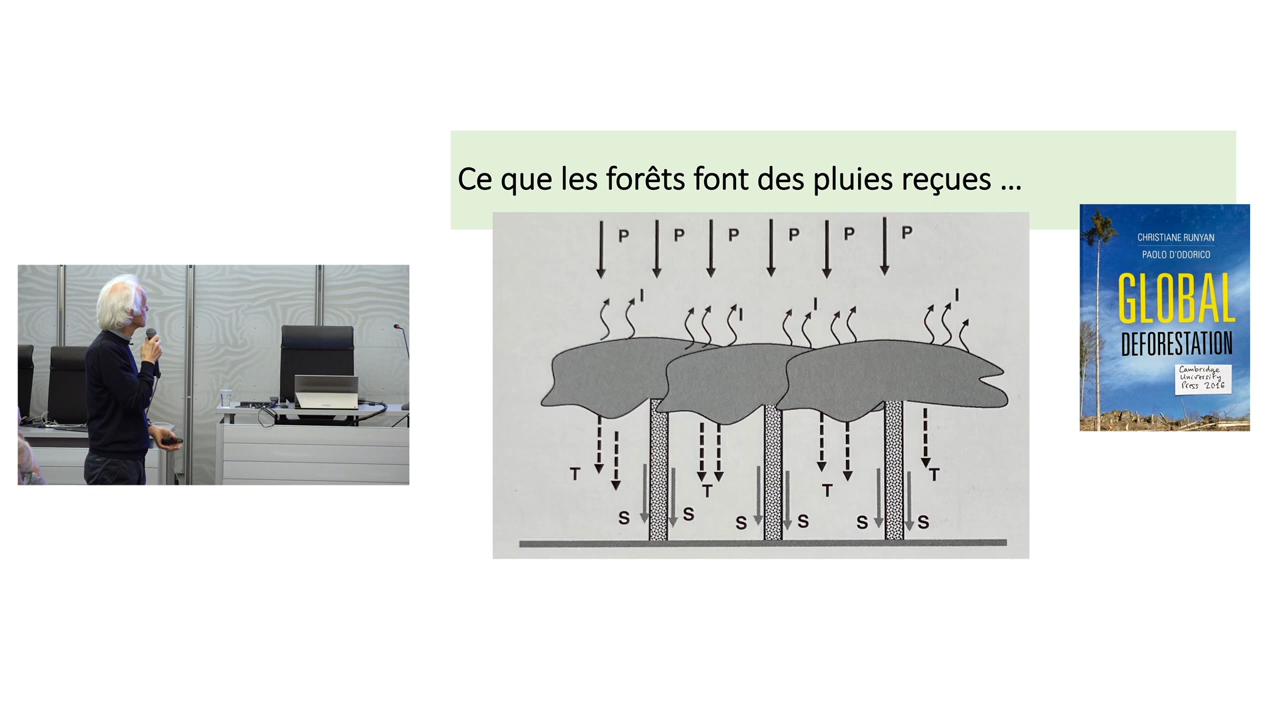 Ce que les forêts font des pluies reçues ...
P P P P P P
I I I I
T T T T
S S S S S S
CHRISTIANE RUNYAN
PAOLO D'ODORICO
GLOBAL
DEFORESTATION
Cambridge
University
Press 2016